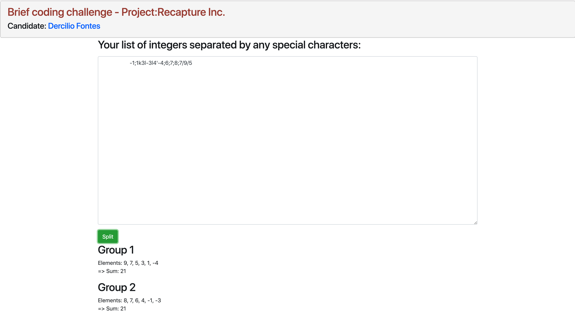 Brief coding challenge - Project:Recapture Inc.
Candidate: Dercilio Fontes
Your list of integers separated by any special characters:
-1;1k3l-3l4'-4;6;7;8;7/9/5
Split
Group 1
Elements: 9, 7, 5, 3, 1, -4
=> Sum: 21
Group 2
Elements: 8, 7, 6, 4, -1, -3
=> Sum: 21